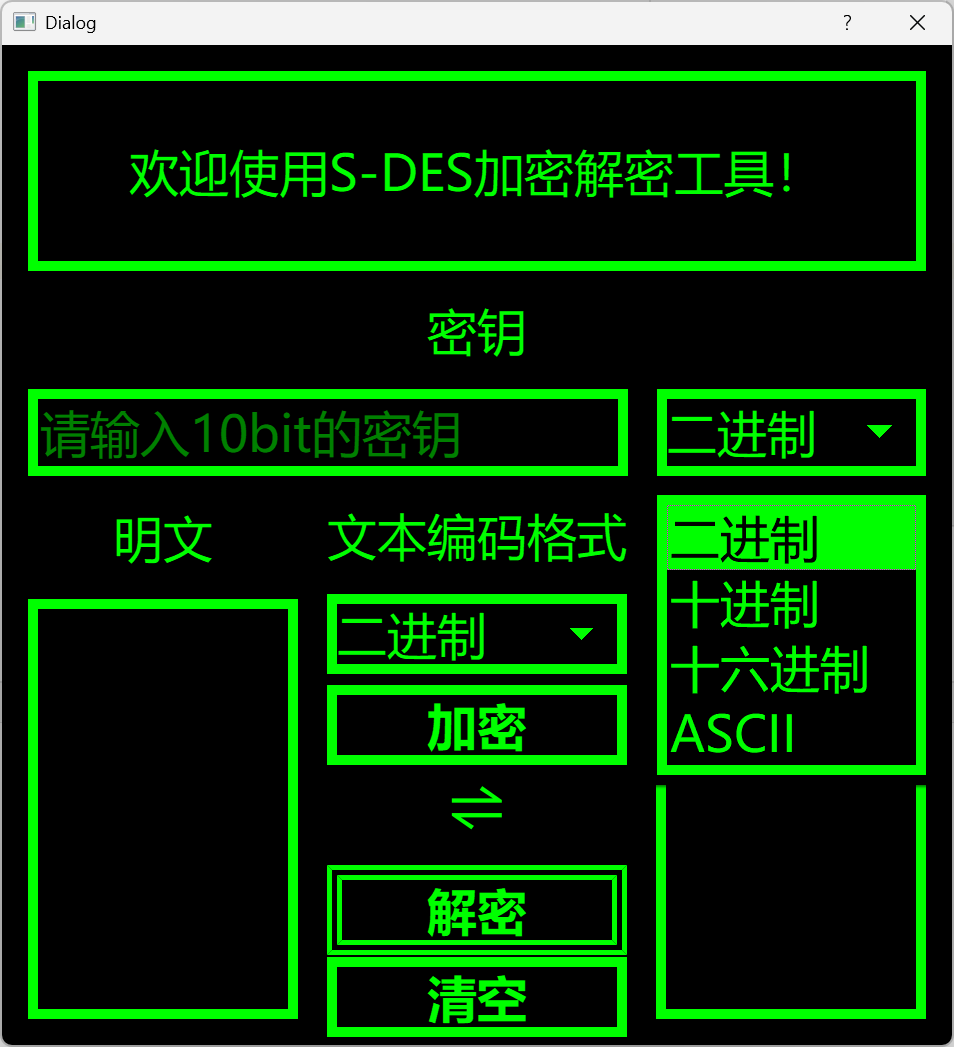 Dialog
?
欢迎使用S-DES加密解密工具！
密钥
请输入10bit的密钥
二进制
明文
文本编码格式
二进制
十进制
十六进制
ASCII
二进制
加密
⇌
解密
清空